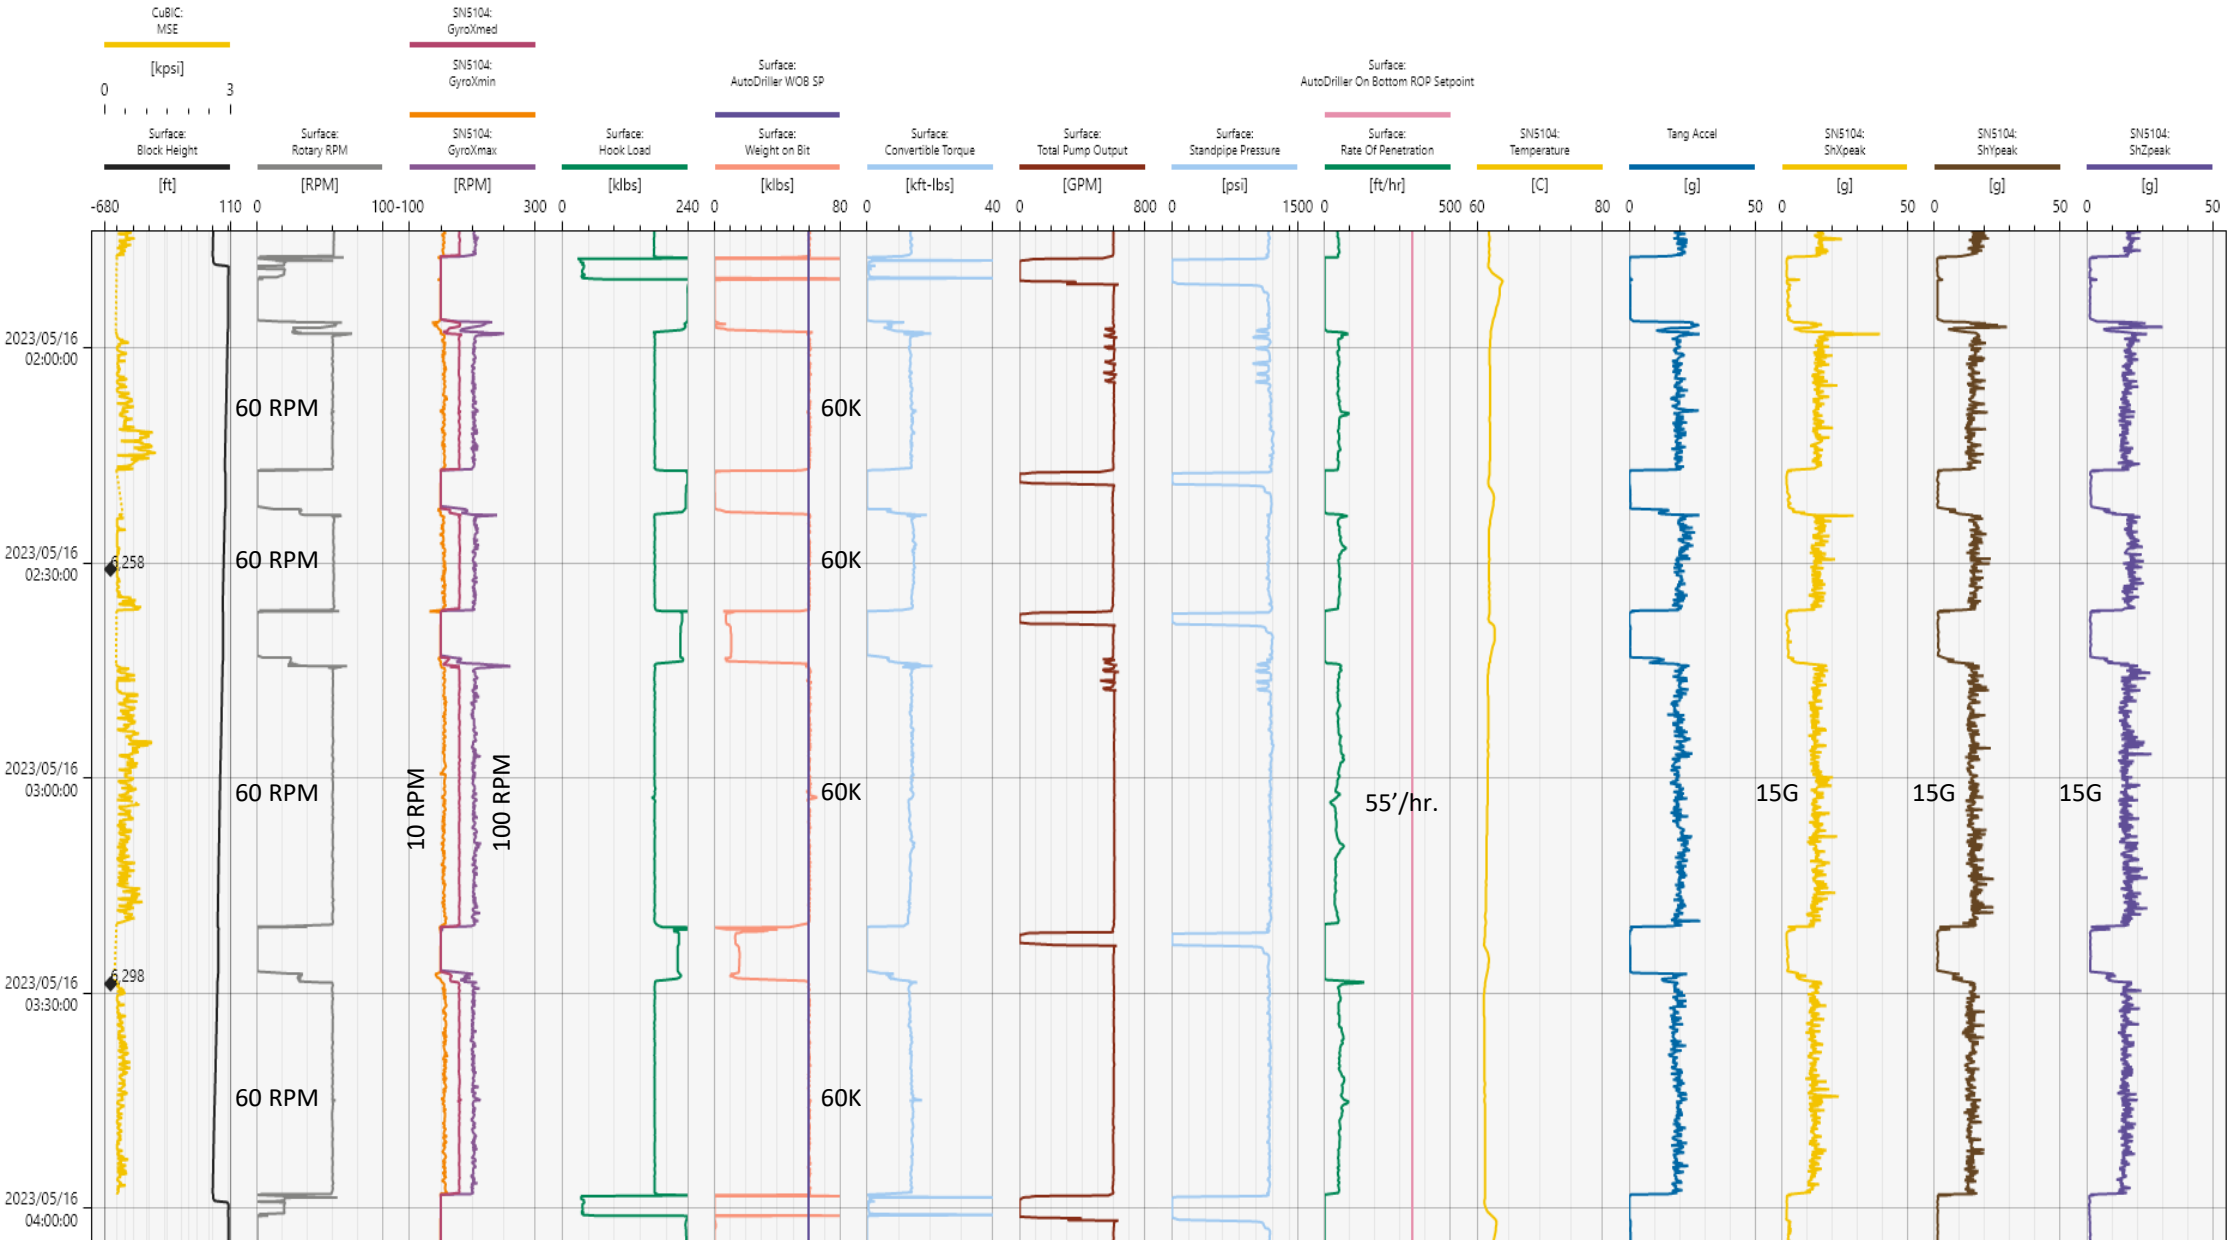 CuBIC:
MSE
[kpsi]
0 3
Surface:
Block Height
[ft]
-680 110
Surface:
Rotary RPM
[RPM]
0 100
SN5104:
GyroXmed
SN5104:
GyroXmin
SN5104:
GyroXmax
[RPM]
-100 300
Surface:
Hook Load
[klbs]
0 240
Surface:
AutoDriller WOB SP
Surface:
Weight on Bit
[klbs]
0 80
Surface:
Convertible Torque
[kft-lbs]
0 40
Surface:
Total Pump Output
[GPM]
0 800
Surface:
Standpipe Pressure
[psi]
0 1500
Surface:
AutoDriller On Bottom ROP Setpoint
Surface:
Rate Of Penetration
[ft/hr]
0 500
SN5104:
Temperature
[C]
60 80
Tang Accel
[g]
0 50
SN5104:
ShXpeak
[g]
0 50
SN5104:
ShYpeak
[g]
0 50
SN5104:
ShZpeak
[g]
0 50
2023/05/16
02:00:00
60 RPM 60K
2023/05/16
02:30:00
6,258
60 RPM 60K
2023/05/16
03:00:00
60 RPM
10 RPM
100 RPM
60K
55’/hr.
15G 15G 15G
2023/05/16
03:30:00
6,298
60 RPM 60K
2023/05/16
04:00:00